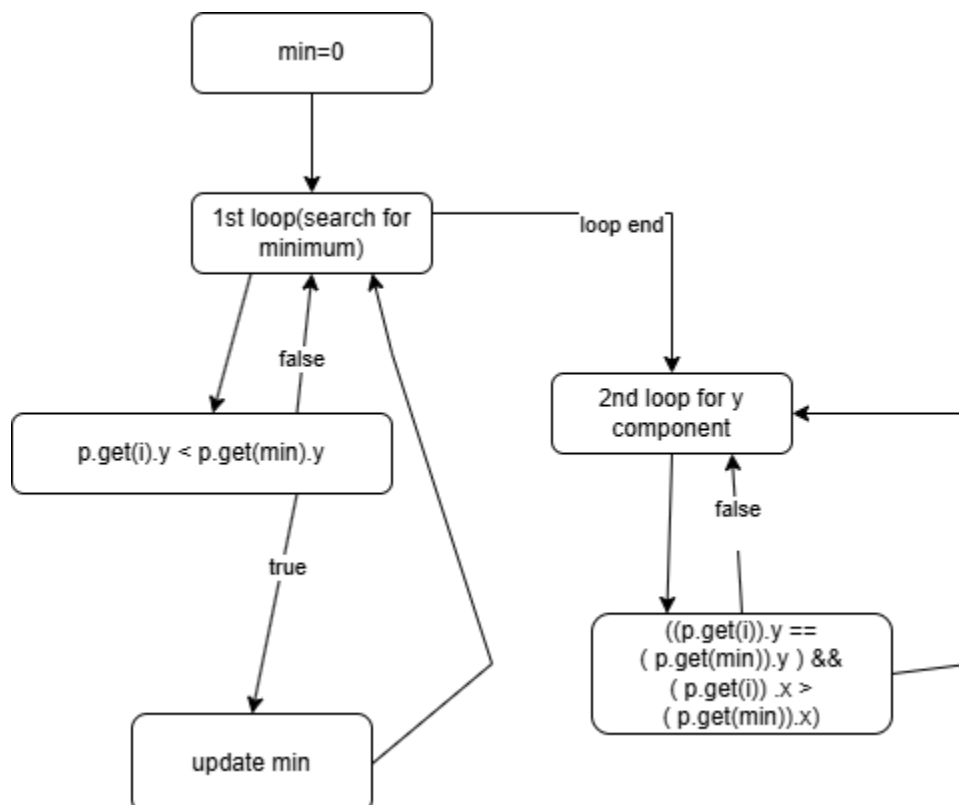 min=0
1st loop(search for
minimum)
loop end
false
p.get(i).y < p.get(min).y
true
update min
2nd loop for y
component
false
((p.get(i)).y ==
( p.get(min)).y ) &&
( p.get(i)) .x >
( p.get(min)).x)